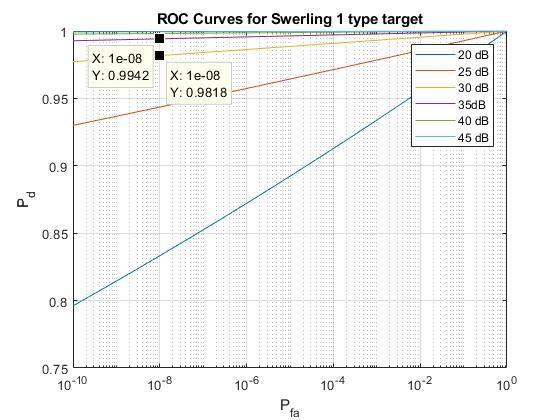 ROC Curves for Swerling 1 type target
1
0.95
0.9
0.85
0.8
0.75
P_d
X: 1e-08
Y: 0.9942
X: 1e-08
Y: 0.9818
20 dB
25 dB
30 dB
35dB
40 dB
45 dB
10^-10
10^-8
10^-6
10^-4
10^-2
10^0
P_fa